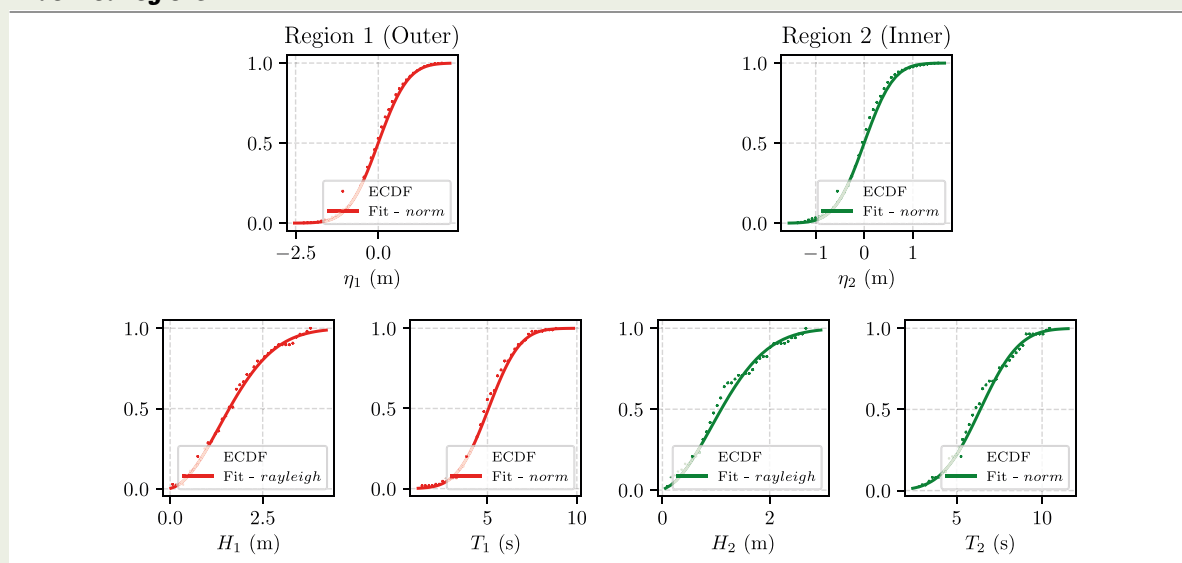 Region 1 (Outer)
Region 2 (Inner)
1.0
0.5
0.0
ECDF
Fit - norm
−2.5 0.0
η1 (m)
1.0
0.5
0.0
ECDF
Fit - norm
−1 0 1
η2 (m)
1.0
0.5
0.0
ECDF
Fit - rayleigh
0.0 2.5
H1 (m)
1.0
0.5
0.0
ECDF
Fit - norm
5 10
T1 (s)
1.0
0.5
0.0
ECDF
Fit - rayleigh
0 2
H2 (m)
1.0
0.5
0.0
ECDF
Fit - norm
5 10
T2 (s)